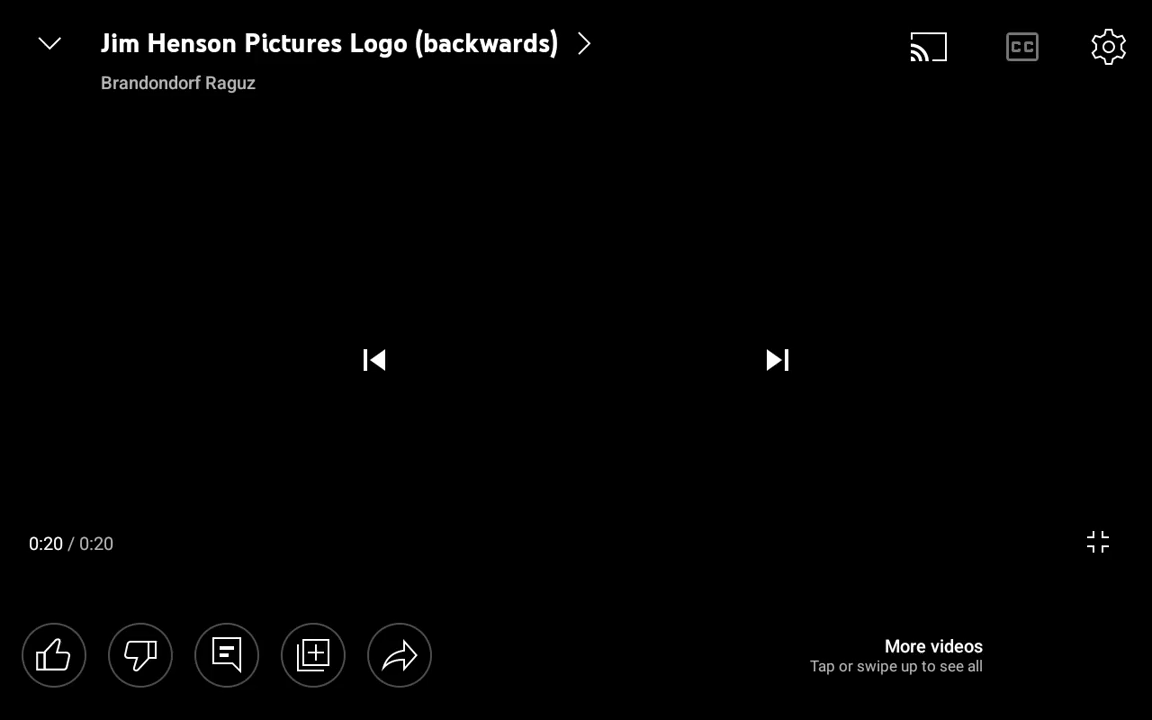 Jim Henson Pictures Logo (backwards)
Brandondorf Raguz
CC
0:20 / 0:20
More videos
Tap or swipe up to see all